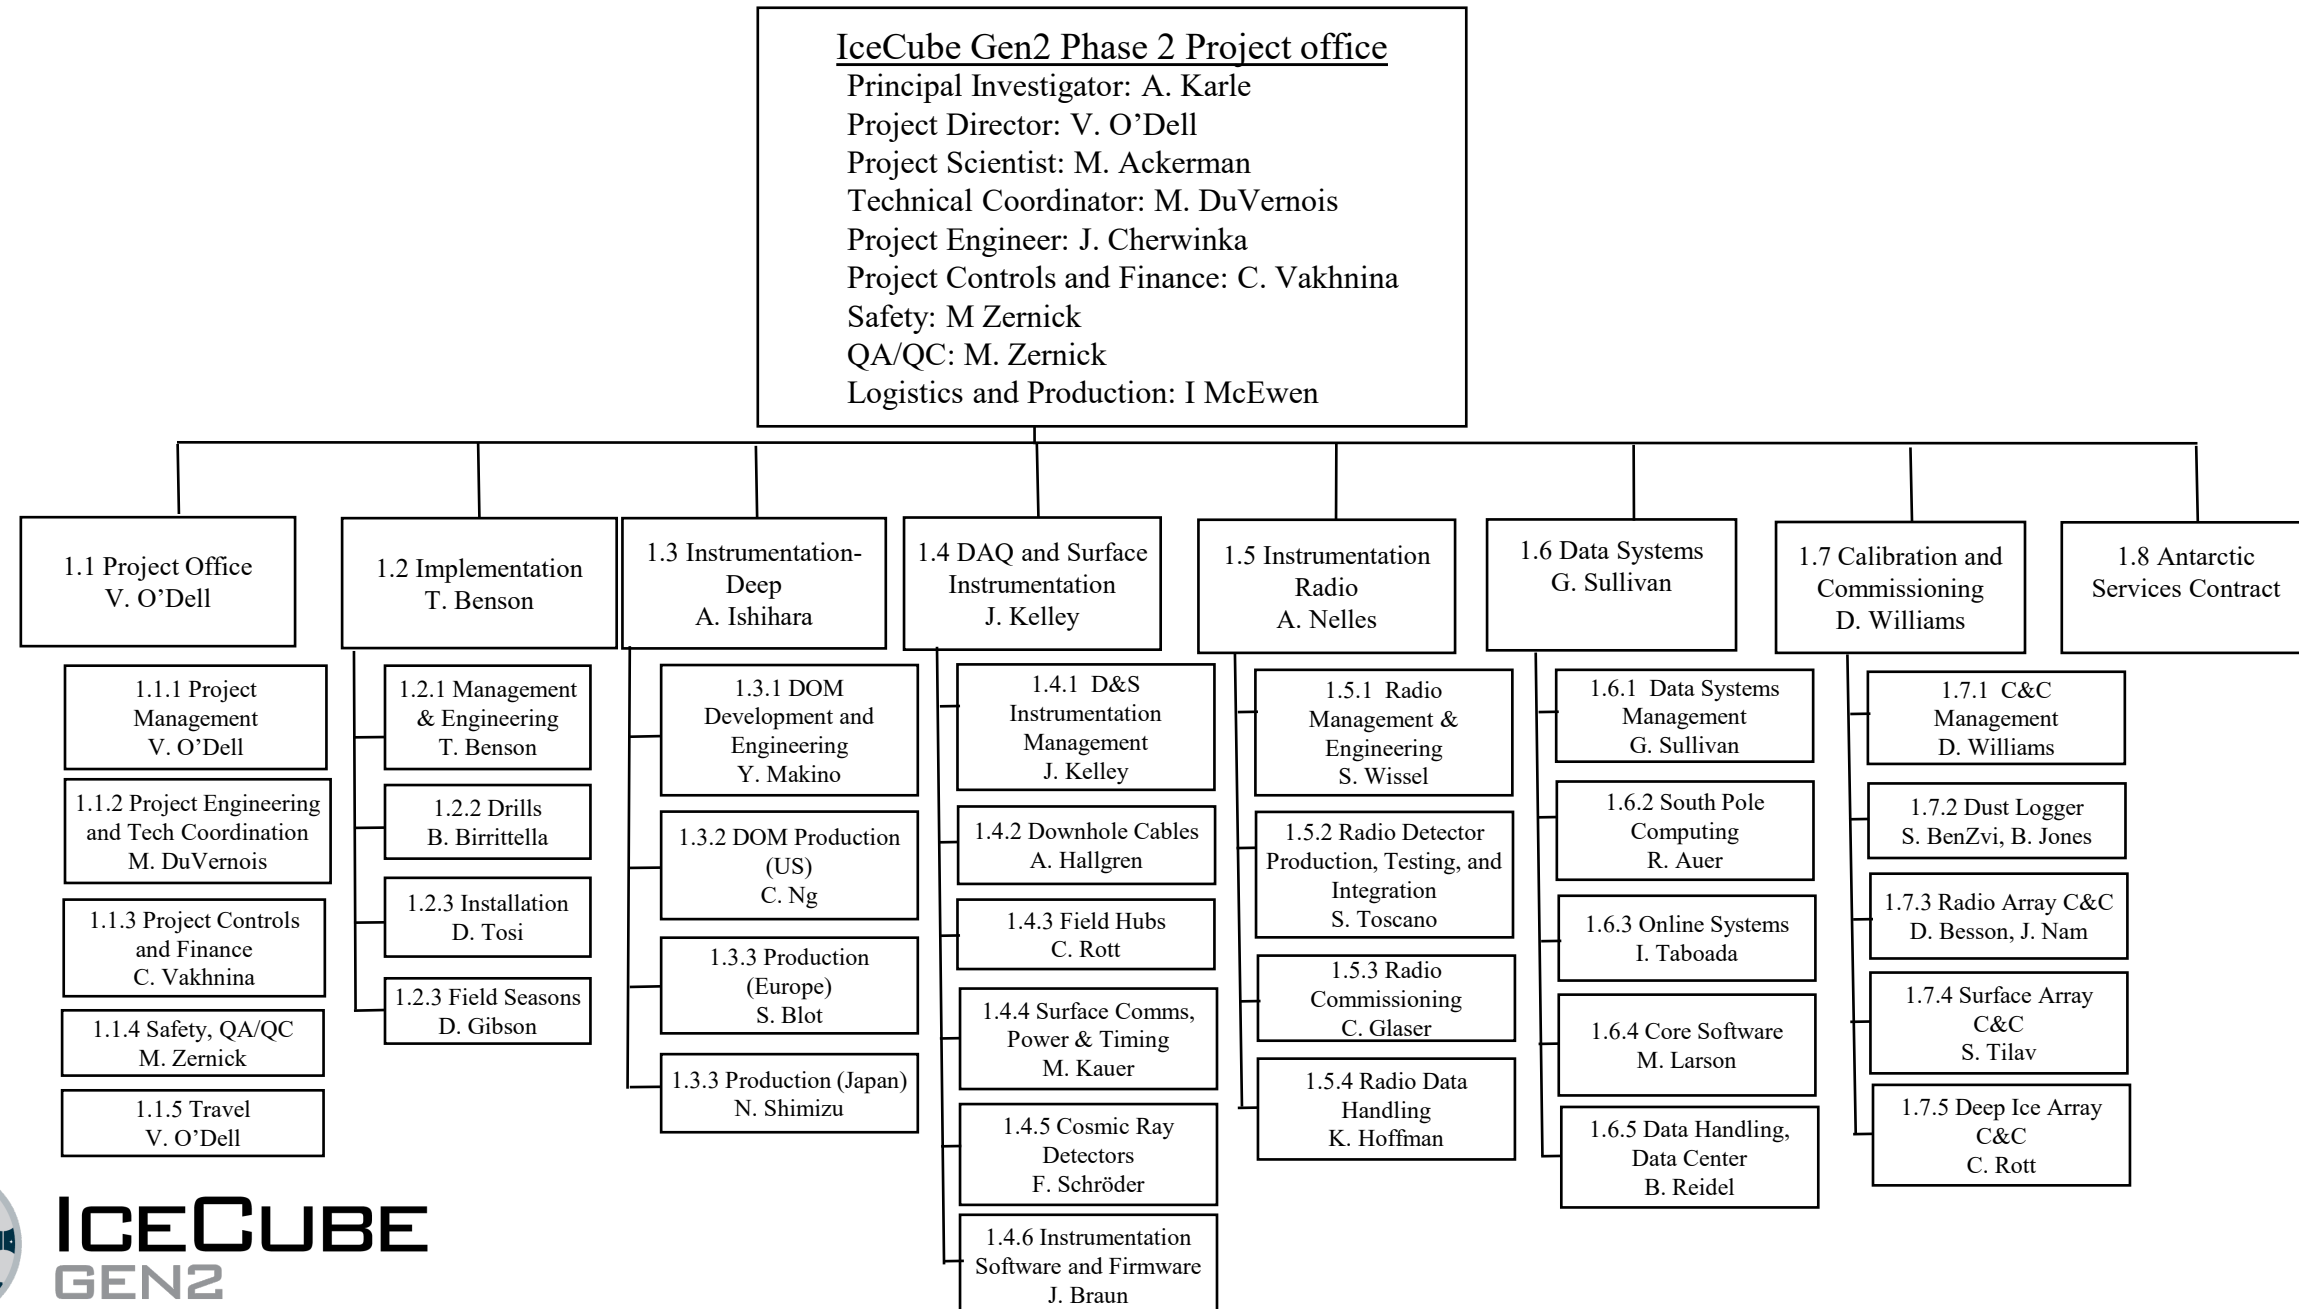 IceCube Gen2 Phase 2 Project office
Principal Investigator: A. Karle
Project Director: V. O’Dell
Project Scientist: M. Ackerman
Technical Coordinator: M. DuVernois
Project Engineer: J. Cherwinka
Project Controls and Finance: C. Vakhnina
Safety: M Zernick
QA/QC: M. Zernick
Logistics and Production: I McEwen
1.1 Project Office
V. O’Dell
1.1.1 Project
Management
V. O’Dell
1.1.2 Project Engineering
and Tech Coordination
M. DuVernois
1.1.3 Project Controls
and Finance
C. Vakhnina
1.1.4 Safety, QA/QC
M. Zernick
1.1.5 Travel
V. O’Dell
1.2 Implementation
T. Benson
1.2.1 Management
& Engineering
T. Benson
1.2.2 Drills
B. Birrittella
1.2.3 Installation
D. Tosi
1.2.3 Field Seasons
D. Gibson
1.3 Instrumentation-
Deep
A. Ishihara
1.3.1 DOM
Development and
Engineering
Y. Makino
1.3.2 DOM Production
(US)
C. Ng
1.3.3 Production
(Europe)
S. Blot
1.3.3 Production (Japan)
N. Shimizu
1.4 DAQ and Surface
Instrumentation
J. Kelley
1.4.1 D&S
Instrumentation
Management
J. Kelley
1.4.2 Downhole Cables
A. Hallgren
1.4.3 Field Hubs
C. Rott
1.4.4 Surface Comms,
Power & Timing
M. Kauer
1.4.5 Cosmic Ray
Detectors
F. Schröder
1.4.6 Instrumentation
Software and Firmware
J. Braun
1.5 Instrumentation
Radio
A. Nelles
1.5.1 Radio
Management &
Engineering
S. Wissel
1.5.2 Radio Detector
Production, Testing, and
Integration
S. Toscano
1.5.3 Radio
Commissioning
C. Glaser
1.5.4 Radio Data
Handling
K. Hoffman
1.6 Data Systems
G. Sullivan
1.6.1 Data Systems
Management
G. Sullivan
1.6.2 South Pole
Computing
R. Auer
1.6.3 Online Systems
I. Taboada
1.6.4 Core Software
M. Larson
1.6.5 Data Handling,
Data Center
B. Reidel
1.7 Calibration and
Commissioning
D. Williams
1.7.1 C&C
Management
D. Williams
1.7.2 Dust Logger
S. BenZvi, B. Jones
1.7.3 Radio Array C&C
D. Besson, J. Nam
1.7.4 Surface Array
C&C
S. Tilav
1.7.5 Deep Ice Array
C&C
C. Rott
1.8 Antarctic
Services Contract
ICECUBE
GEN2